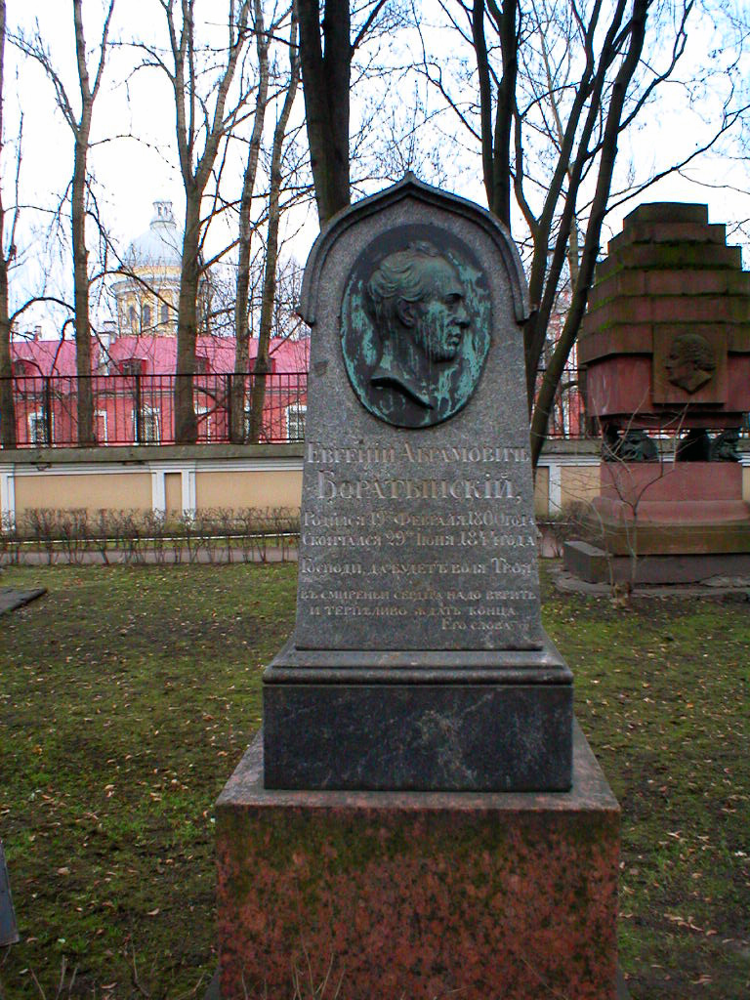 Евгеній Абрамовичъ
Боратынскій,
Родился 19го Февраля 1800 года
Скончался 29го Іюня 1844 года
Господи, да будетъ воля Твоя
въ смиреньи сердца надо вѣрить
и терпѣливо ждать конца
Его слова